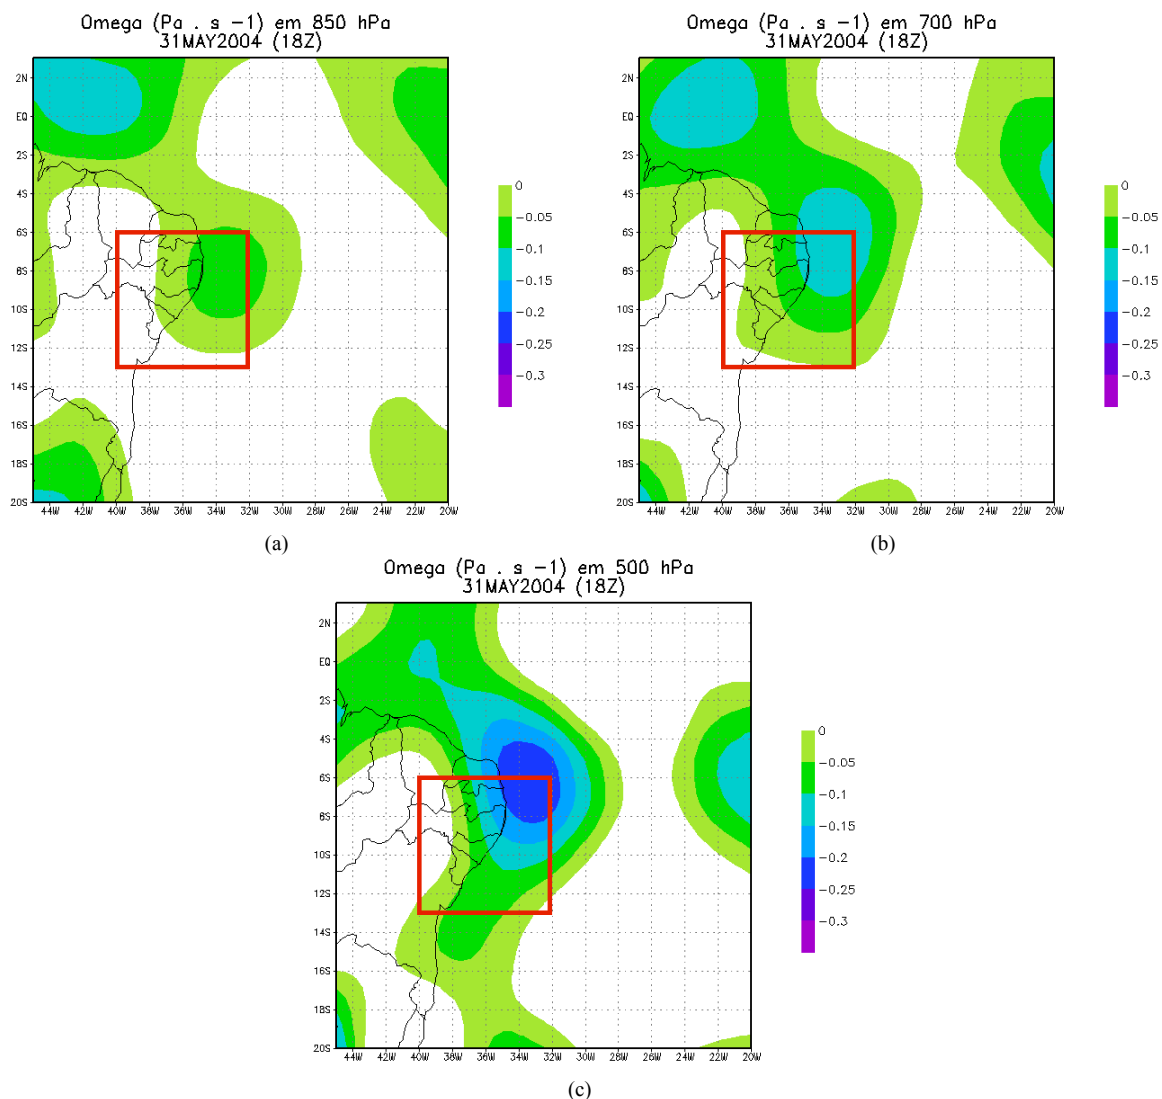 Omega (Pa . s −1) em 850 hPa
31MAY2004 (18Z)
2N
EQ
2S
4S
6S
8S
10S
12S
14S
16S
18S
20S
44W 42W 40W 38W 36W 34W 32W 30W 28W 26W 24W 22W 20W
0
−0.05
−0.1
−0.15
−0.2
−0.25
−0.3
(a)
Omega (Pa . s −1) em 700 hPa
31MAY2004 (18Z)
2N
EQ
2S
4S
6S
8S
10S
12S
14S
16S
18S
20S
44W 42W 40W 38W 36W 34W 32W 30W 28W 26W 24W 22W 20W
0
−0.05
−0.1
−0.15
−0.2
−0.25
−0.3
(b)
Omega (Pa . s −1) em 500 hPa
31MAY2004 (18Z)
2N
EQ
2S
4S
6S
8S
10S
12S
14S
16S
18S
20S
44W 42W 40W 38W 36W 34W 32W 30W 28W 26W 24W 22W 20W
0
−0.05
−0.1
−0.15
−0.2
−0.25
−0.3
(c)